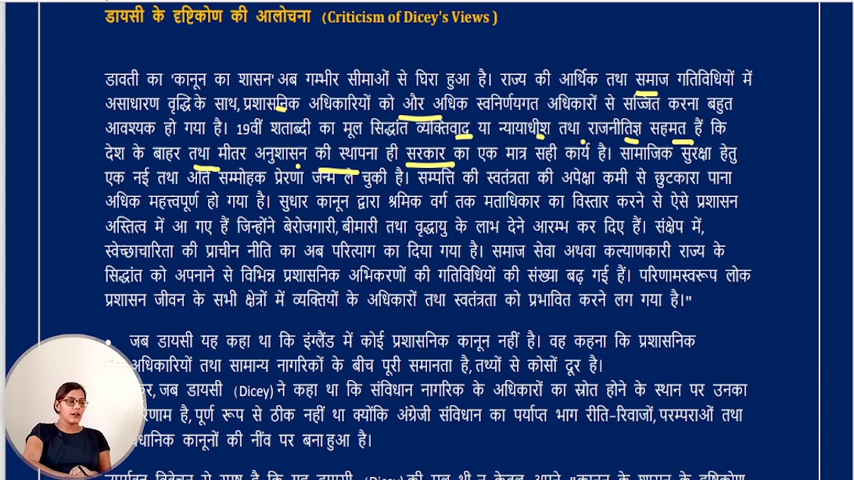 डायसी के दृष्टिकोण की आलोचना (Criticism of Dicey's Views )
डावती का 'कानून का शासन' अब गम्भीर सीमाओं से घिरा हुआ है। राज्य की आर्थिक तथा समाज गतिविधियों में
असाधारण वृद्धि के साथ, प्रशासनिक अधिकारियों को और अधिक स्वनिर्णयगत अधिकारों से सज्जित करना बहुत
आवश्यक हो गया है। 19वीं शताब्दी का मूल सिद्धांत व्यक्तिवाद या न्यायाधीश तथा राजनीतिज्ञ सहमत हैं कि
देश के बाहर तथा मीतर अनुशासन की स्थापना ही सरकार का एक मात्र सही कार्य है। सामाजिक सुरक्षा हेतु
एक नई तथा अति सम्मोहक प्रेरणा जन्म ले चुकी है। सम्पत्ति की स्वतंत्रता की अपेक्षा कमी से छुटकारा पाना
अधिक महत्त्वपूर्ण हो गया है। सुधार कानून द्वारा श्रमिक वर्ग तक मताधिकार का विस्तार करने से ऐसे प्रशासन
अस्तित्व में आ गए हैं जिन्होंने बेरोजगारी, बीमारी तथा वृद्धायु के लाभ देने आरम्भ कर दिए हैं। संक्षेप में,
स्वेच्छाचारिता की प्राचीन नीति का अब परित्याग का दिया गया है। समाज सेवा अथवा कल्याणकारी राज्य के
सिद्धांत को अपनाने से विभिन्न प्रशासनिक अभिकरणों की गतिविधियों की संख्या बढ़ गई हैं। परिणामस्वरूप लोक
प्रशासन जीवन के सभी क्षेत्रों में व्यक्तियों के अधिकारों तथा स्वतंत्रता को प्रभावित करने लग गया है।"
जब डायसी यह कहा था कि इंग्लैंड में कोई प्रशासनिक कानून नहीं है। वह कहना कि प्रशासनिक
अधिकारियों तथा सामान्य नागरिकों के बीच पूरी समानता है, तथ्यों से कोसों दूर है।
जब डायसी (Dicey) ने कहा था कि संविधान नागरिक के अधिकारों का स्रोत होने के स्थान पर उनका
है, पूर्ण रूप से ठीक नहीं था क्योंकि अंग्रेजी संविधान का पर्याप्त भाग रीति-रिवाजों, परम्पराओं तथा
कानूनों की नींव पर बना हुआ है।